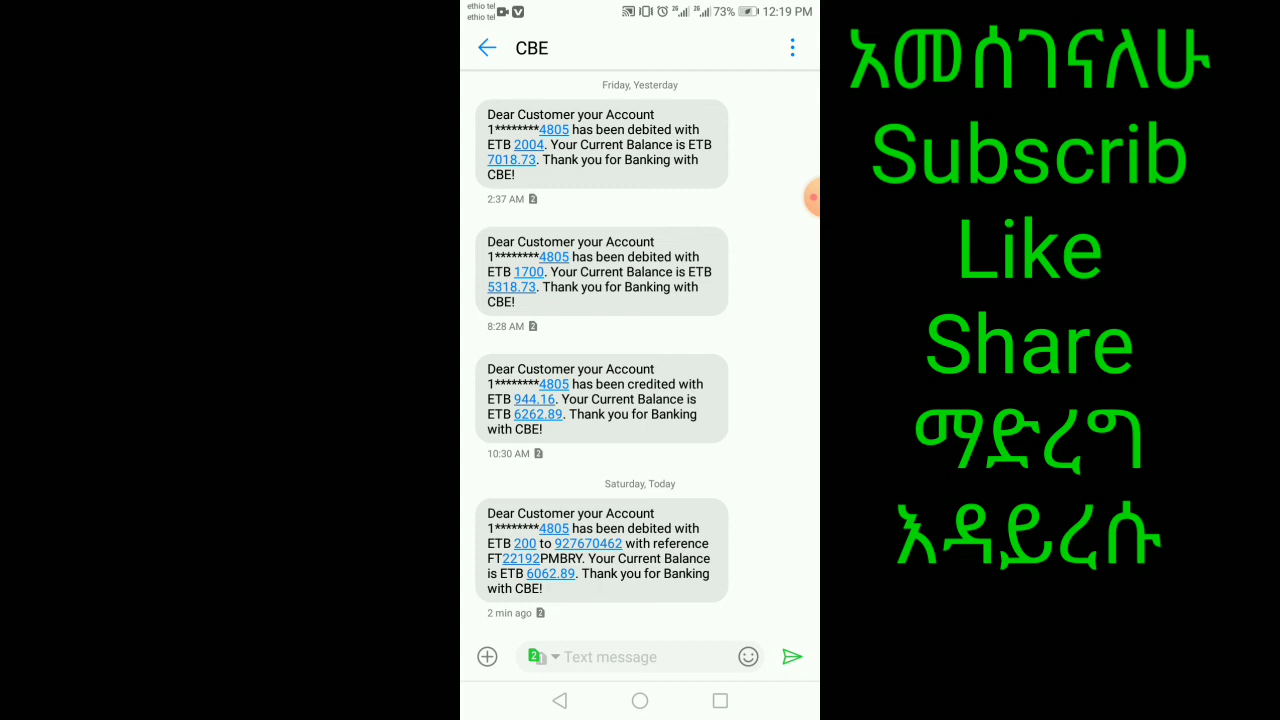 ethio tel
ethio tel
73% 12:19 PM
CBE
Friday, Yesterday
Dear Customer your Account
1********4805 has been debited with
ETB 2004. Your Current Balance is ETB
7018.73. Thank you for Banking with
CBE!
2:37 AM 2
Dear Customer your Account
1********4805 has been debited with
ETB 1700. Your Current Balance is ETB
5318.73. Thank you for Banking with
CBE!
8:28 AM 2
Dear Customer your Account
1********4805 has been credited with
ETB 944.16. Your Current Balance is
ETB 6262.89. Thank you for Banking
with CBE!
10:30 AM 2
Saturday, Today
Dear Customer your Account
1********4805 has been debited with
ETB 200 to 927670462 with reference
FT22192PMBRY. Your Current Balance
is ETB 6062.89. Thank you for Banking
with CBE!
2 min ago 2
2 Text message
አመሰገናለሁ
Subscrib
Like
Share
ማድረግ
እዳይረሱ